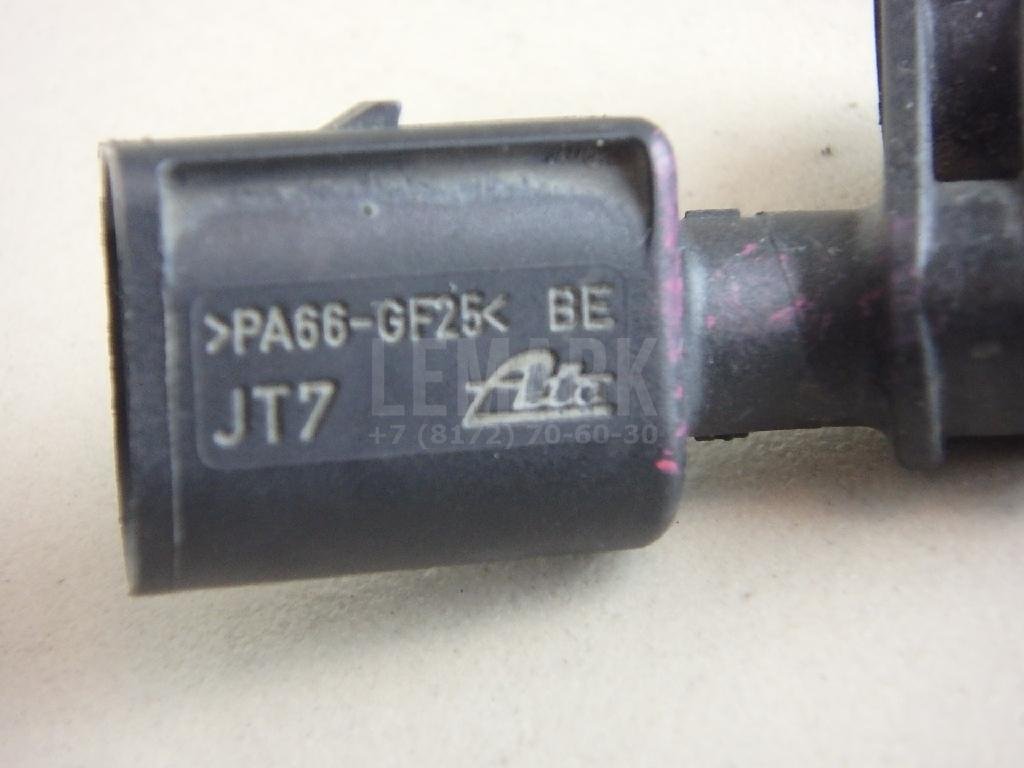 >PA66-GF25< BE
JT7 Ate
LEMARK
+7 (8172) 70-60-30